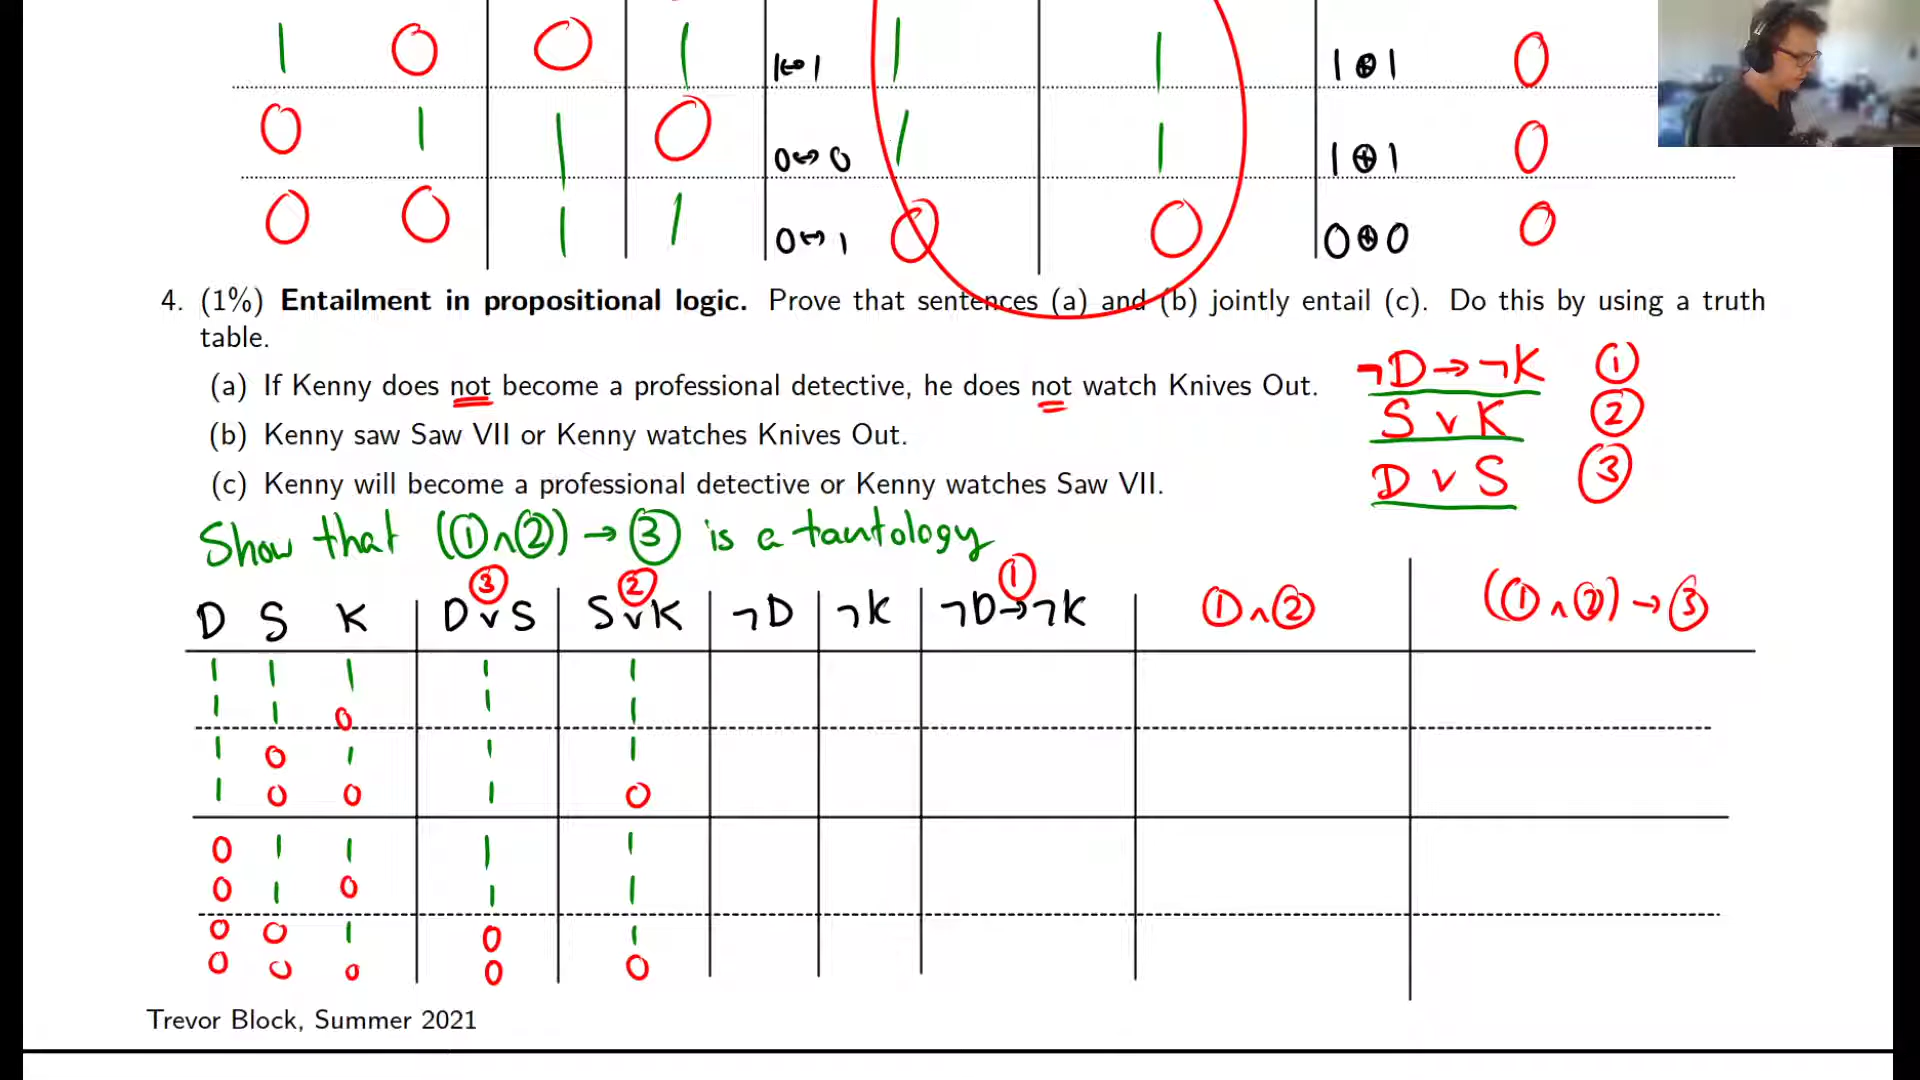 1 0 0 1 1↔1 1 1 1⊕1 0
0 1 1 0 0↔0 1 1 1⊕1 0
0 0 1 1 0↔1 0 0 0⊕0 0
4. (1%) Entailment in propositional logic. Prove that sentences (a) and (b) jointly entail (c). Do this by using a truth
table.
(a) If Kenny does not become a professional detective, he does not watch Knives Out. ¬D→¬K ①
(b) Kenny saw Saw VII or Kenny watches Knives Out. S ∨ K ②
(c) Kenny will become a professional detective or Kenny watches Saw VII. D ∨ S ③
Show that (①∧②) → ③ is a tautology
③ ② ①
D S K D∨S S∨K ¬D ¬K ¬D→¬K ①∧② (①∧②)→③
1 1 1 1 1
1 1 0 1 1
1 0 1 1 1
1 0 0 1 0
0 1 1 1 1
0 1 0 1 1
0 0 1 0 1
0 0 0 0 0
Trevor Block, Summer 2021